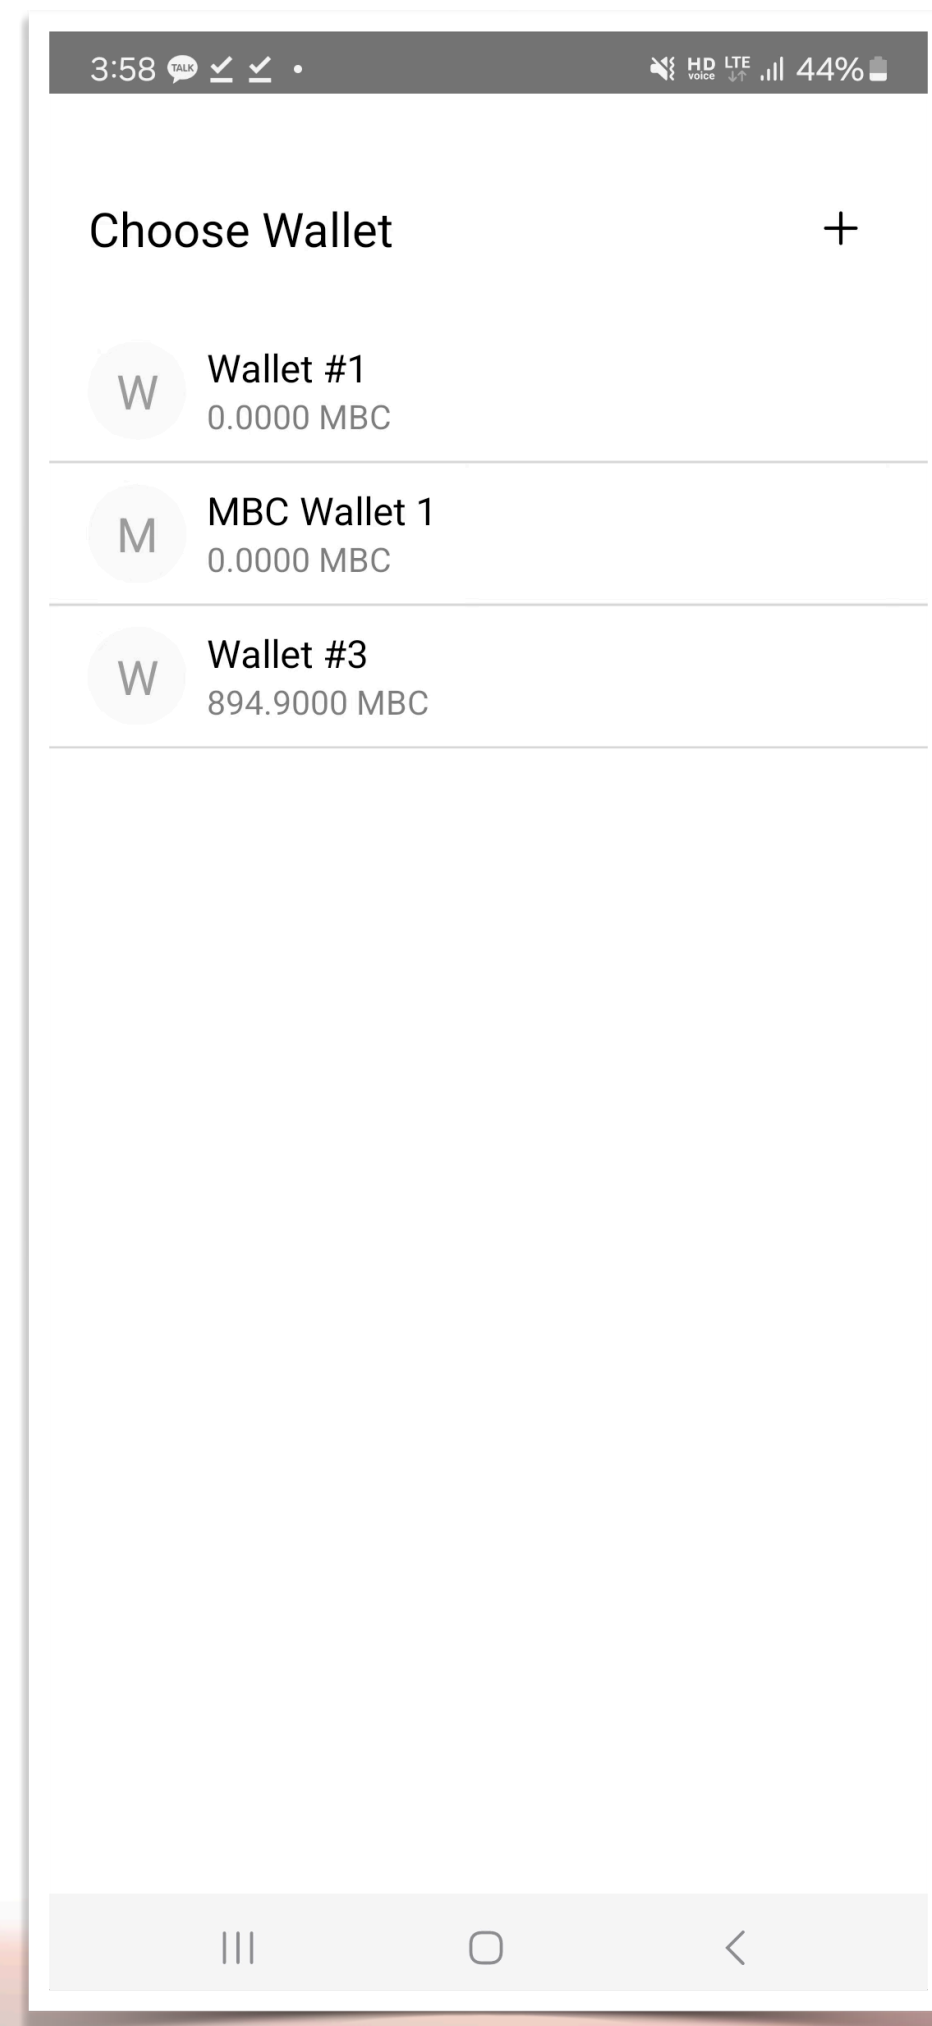 3:58 TALK HD voice LTE 44%
Choose Wallet +
W Wallet #1
0.0000 MBC
M MBC Wallet 1
0.0000 MBC
W Wallet #3
894.9000 MBC